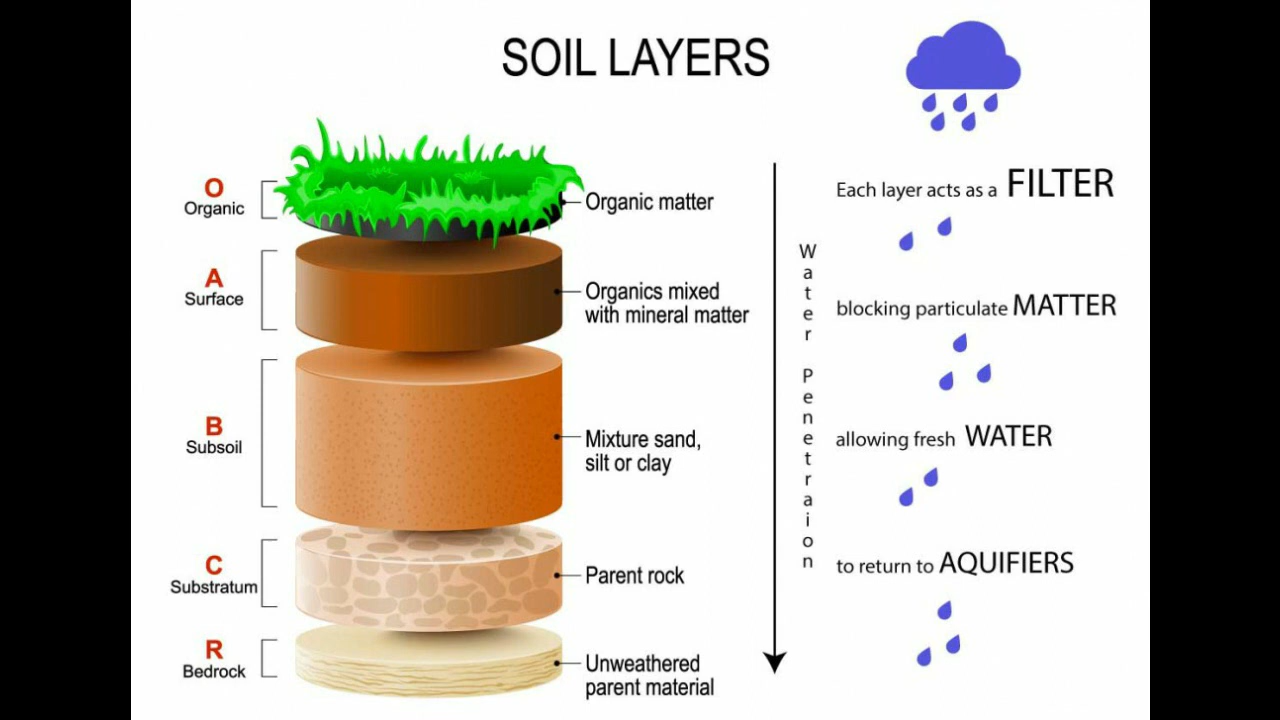 SOIL LAYERS
O
Organic
Organic matter
A
Surface
Organics mixed
with mineral matter
B
Subsoil
Mixture sand,
silt or clay
C
Substratum
Parent rock
R
Bedrock
Unweathered
parent material
Water Penetraion
Each layer acts as a FILTER
blocking particulate MATTER
allowing fresh WATER
to return to AQUIFIERS